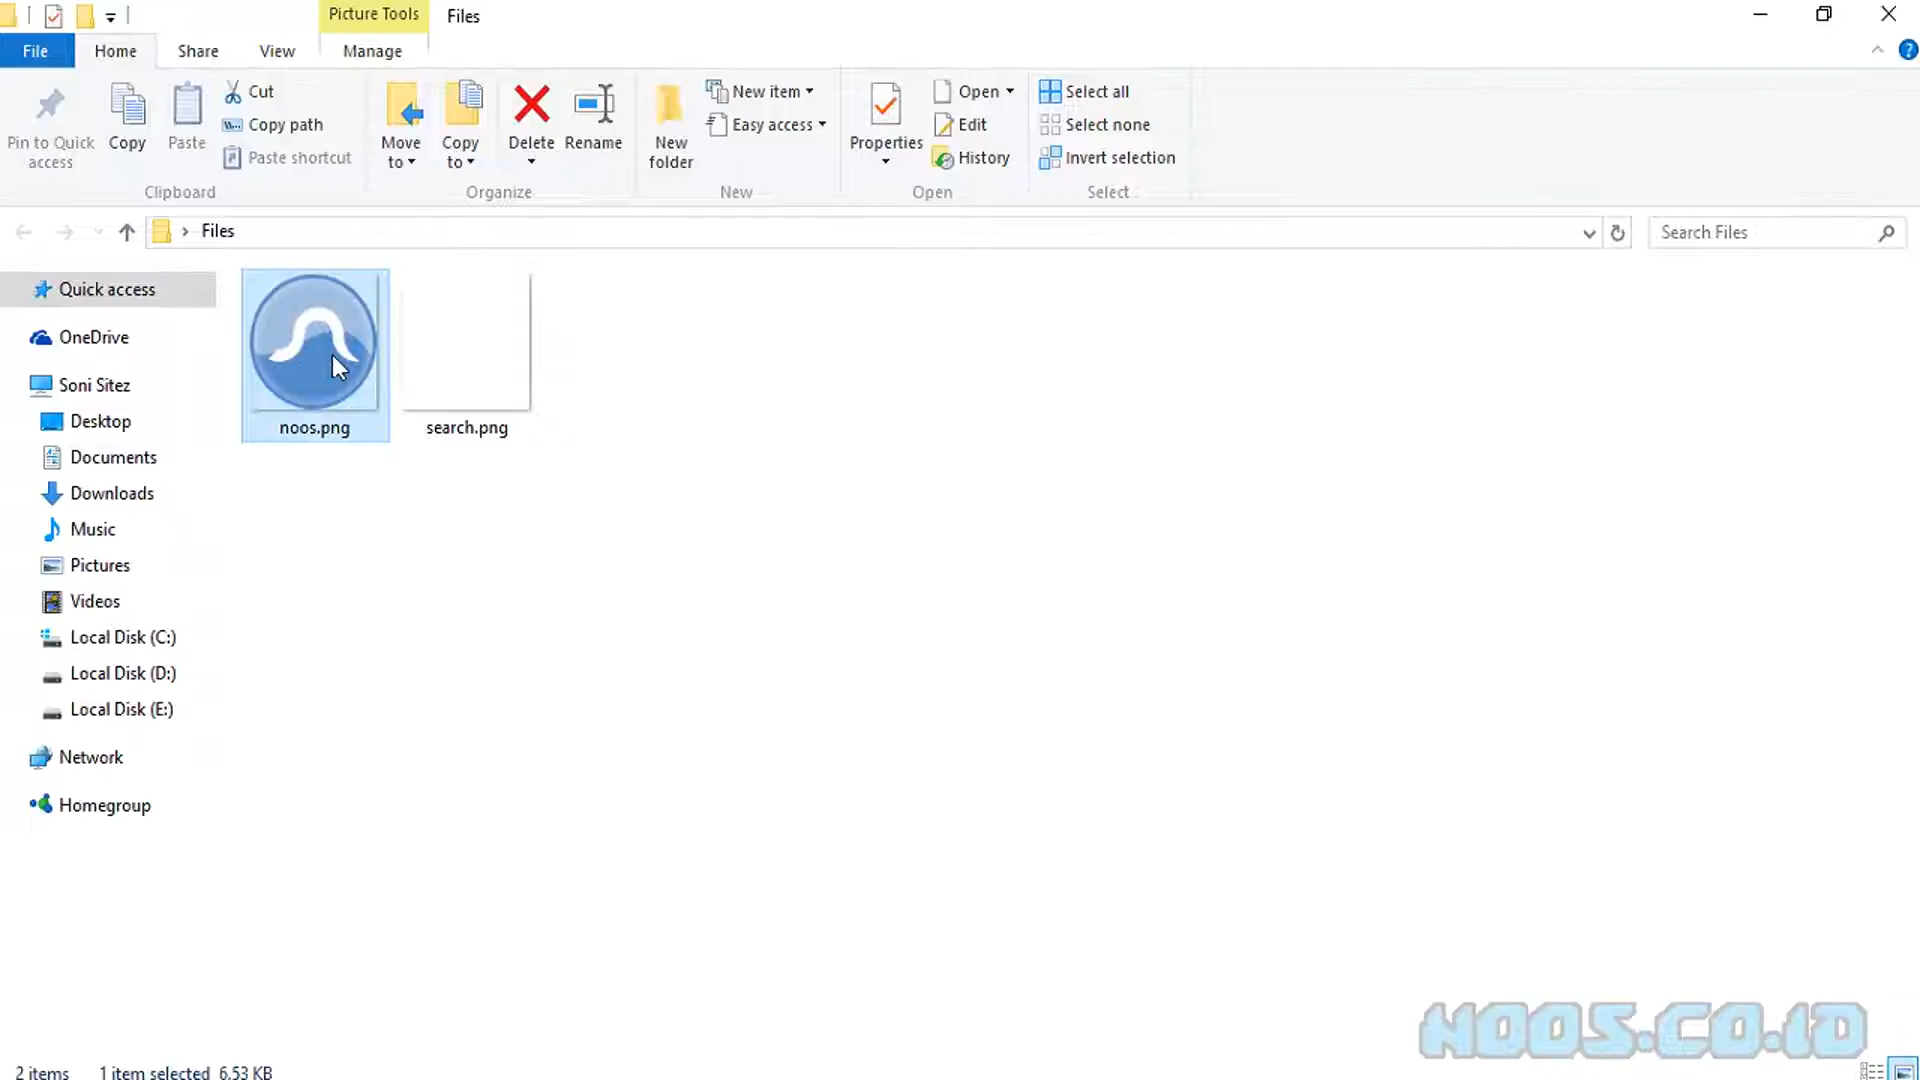 Picture Tools
Files
File
Home
Share
View
Manage
Pin to Quick
access
Copy
Paste
Cut
Copy path
Paste shortcut
Clipboard
Move
to
Copy
to
Delete
Rename
Organize
New
folder
New item
Easy access
New
Properties
Open
Edit
History
Open
Select all
Select none
Invert selection
Select
Files
Search Files
Quick access
OneDrive
Soni Sitez
Desktop
Documents
Downloads
Music
Pictures
Videos
Local Disk (C:)
Local Disk (D:)
Local Disk (E:)
Network
Homegroup
noos.png
search.png
NOOS.CO.ID
2 items
1 item selected 6.53 KB